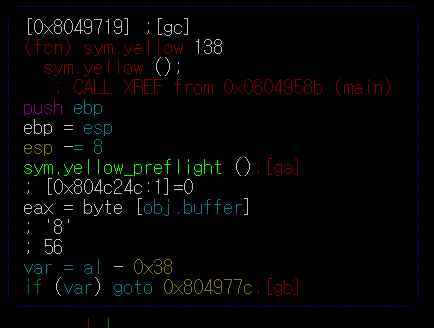 [0x8049719] ;[gc]
(fcn) sym.yellow 138
sym.yellow ();
; CALL XREF from 0x0804958b (main)
push ebp
ebp = esp
esp -= 8
sym.yellow_preflight ();[ga]
; [0x804c24c:1]=0
eax = byte [obj.buffer]
; '8'
; 56
var = al - 0x38
if (var) goto 0x804977c;[gb]